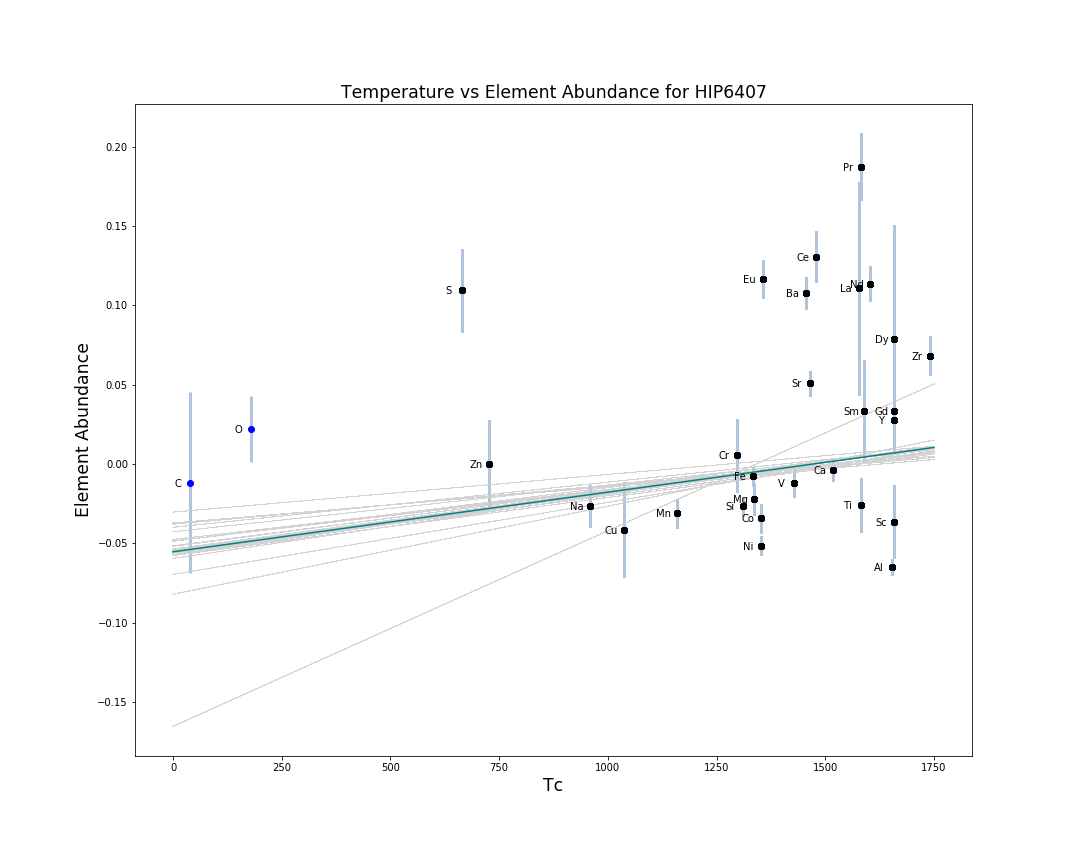 Temperature vs Element Abundance for HIP6407
0.20
0.15
0.10
0.05
0.00
−0.05
−0.10
−0.15
Element Abundance
0
250
500
750
1000
1250
1500
1750
Tc
Pr
Ce
Eu
Nd
La
S
Ba
Dy
Zr
Sr
Sm
Gd
Y
O
Cr
Zn
Ca
Fe
C
V
Mg
Na
Si
Ti
Mn
Co
Sc
Cu
Ni
Al